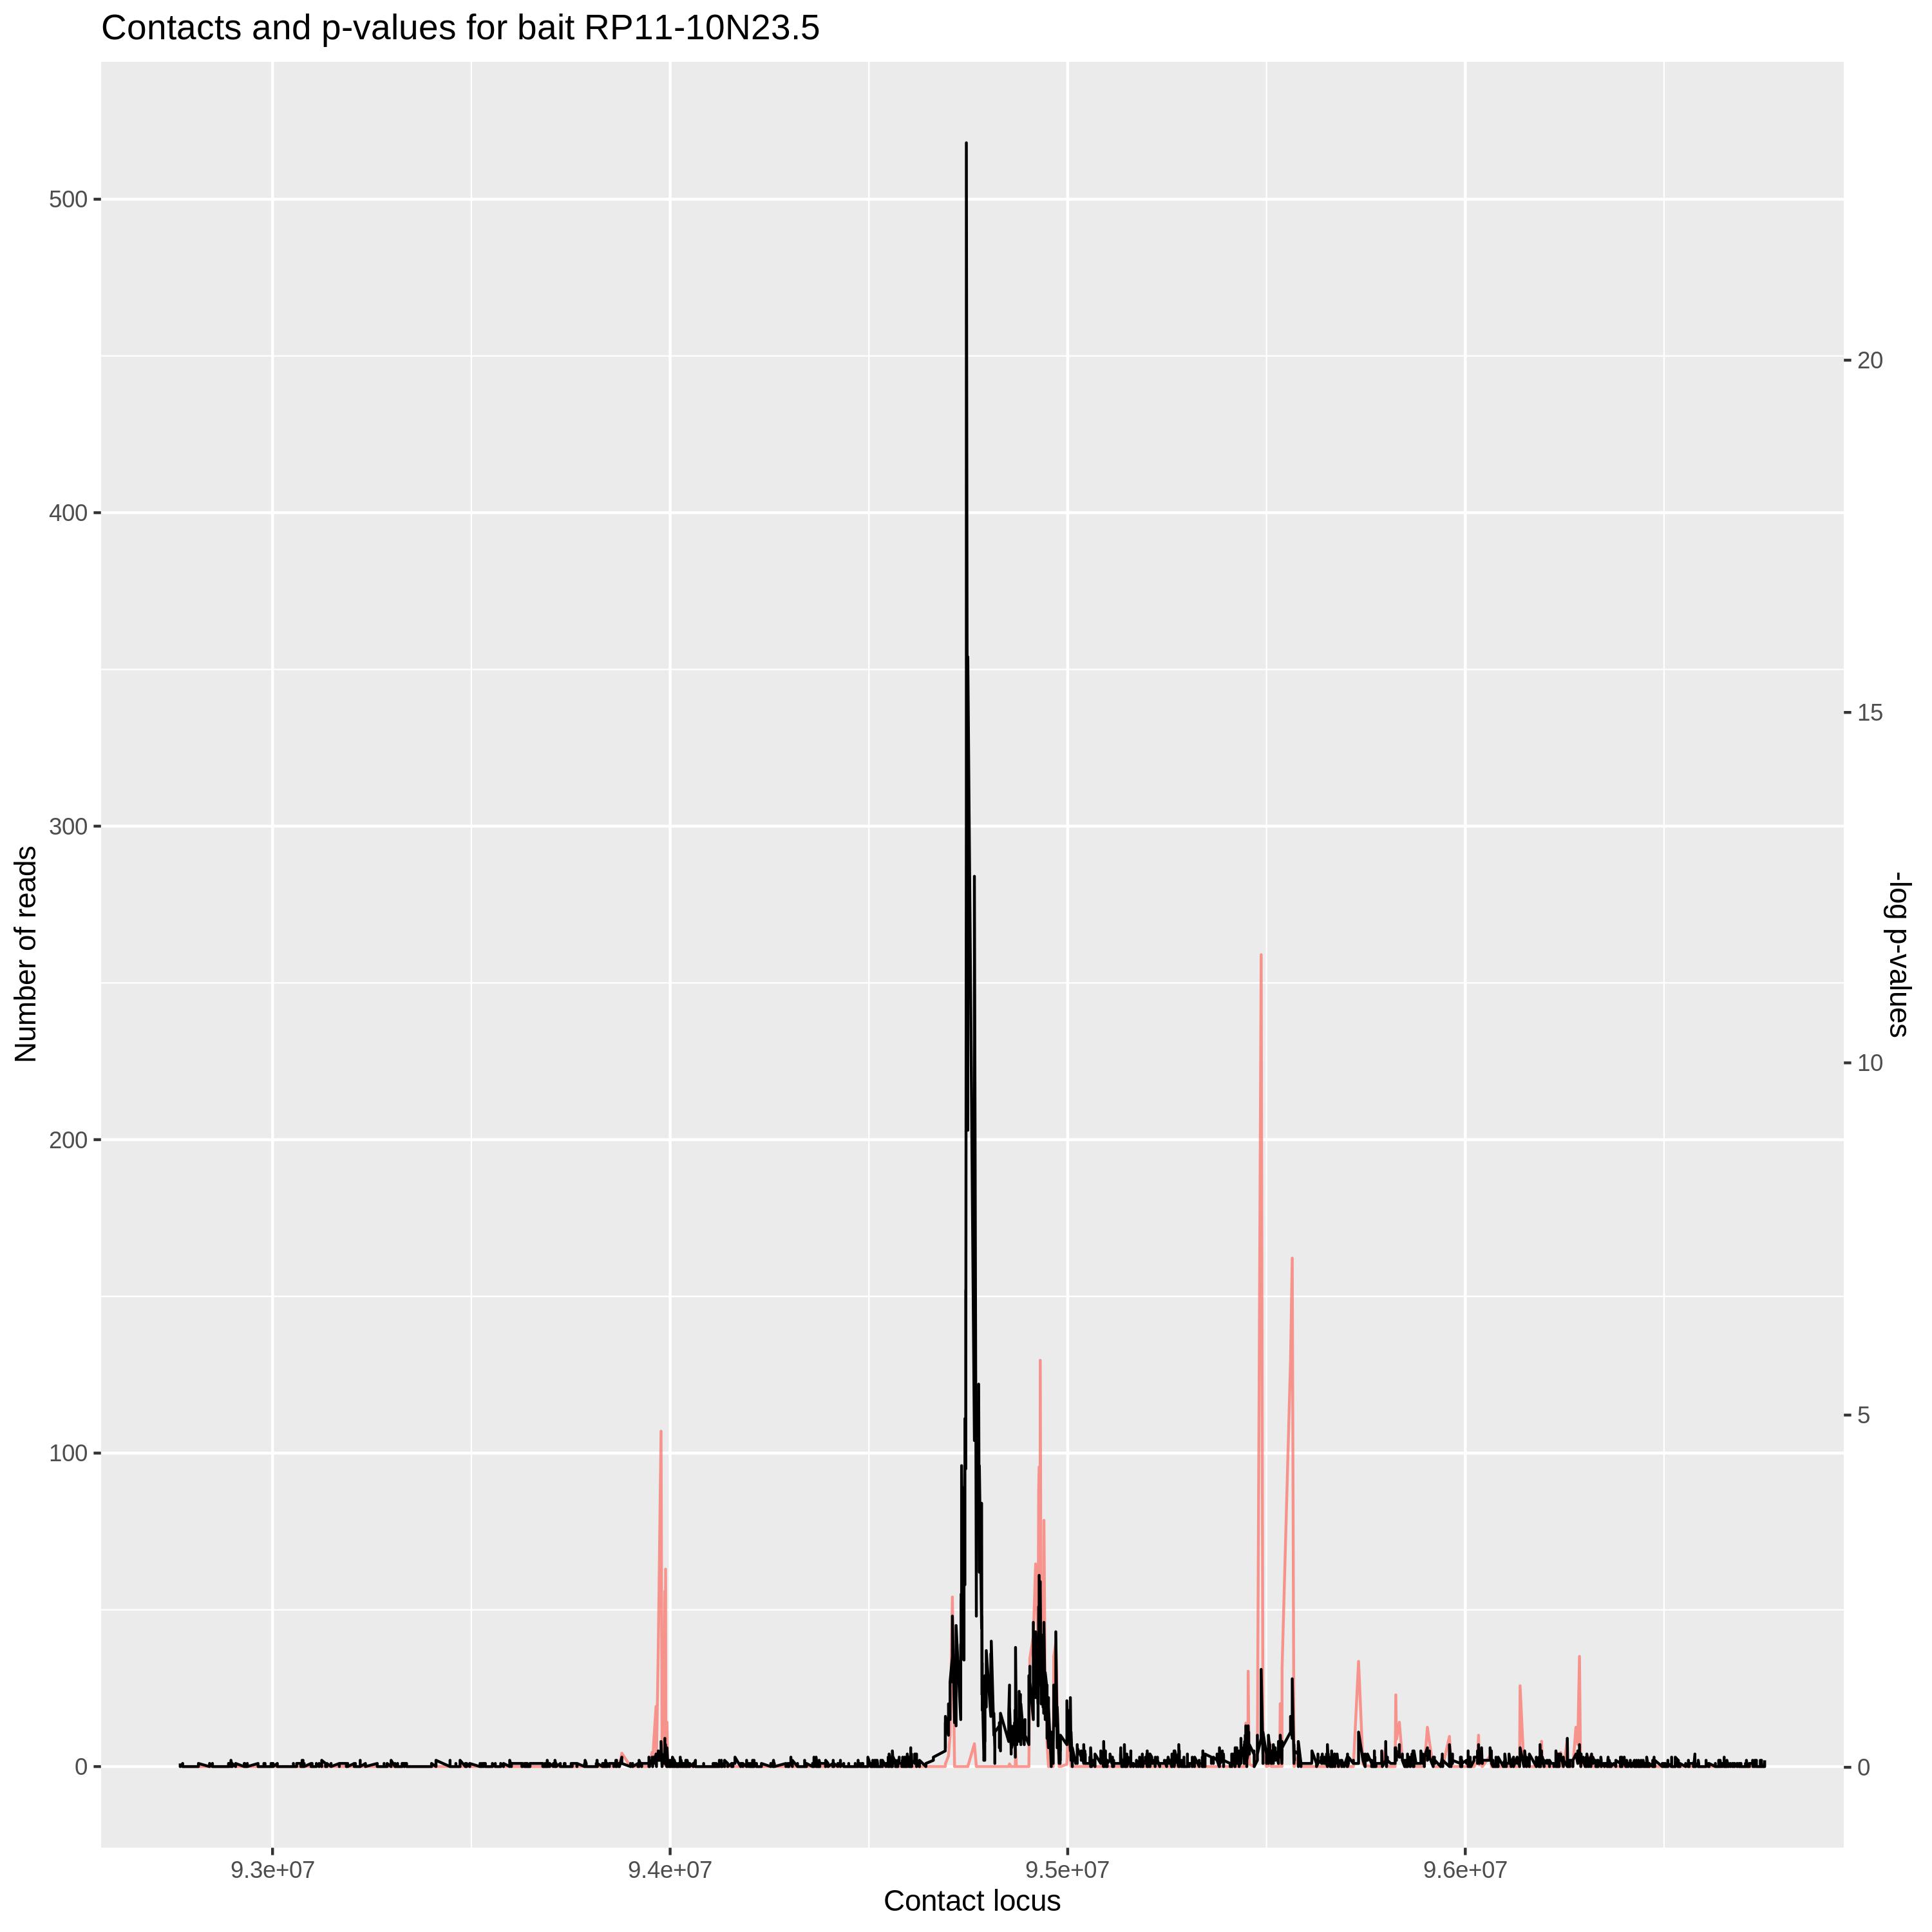 Contacts and p-values for bait RP11-10N23.5
500
400
300
200
100
0
Number of reads
20
15
10
5
0
-log p-values
9.3e+07
9.4e+07
9.5e+07
9.6e+07
Contact locus